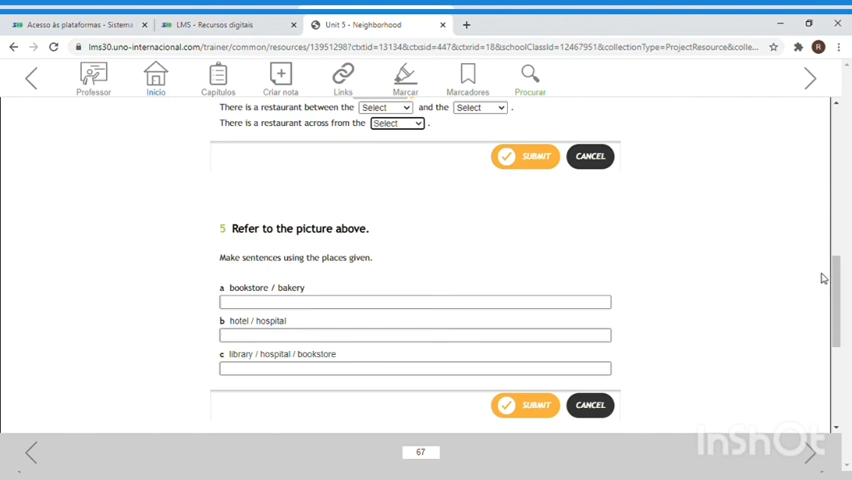 Acesso às plataformas - Sistema
LMS - Recursos digitais
Unit 5 - Neighborhood
lms30.uno-internacional.com/trainer/common/resources/13951298?ctxtid=13134&ctxsid=447&ctxrid=18&schoolClassId=12467951&collectionType=ProjectResource&colle...
R
Professor
Início
Capítulos
Criar nota
Links
Marcar
Marcadores
Procurar
There is a restaurant between the Select and the Select .
There is a restaurant across from the Select .
SUBMIT
CANCEL
5 Refer to the picture above.
Make sentences using the places given.
a bookstore / bakery
b hotel / hospital
c library / hospital / bookstore
SUBMIT
CANCEL
67
InShOt